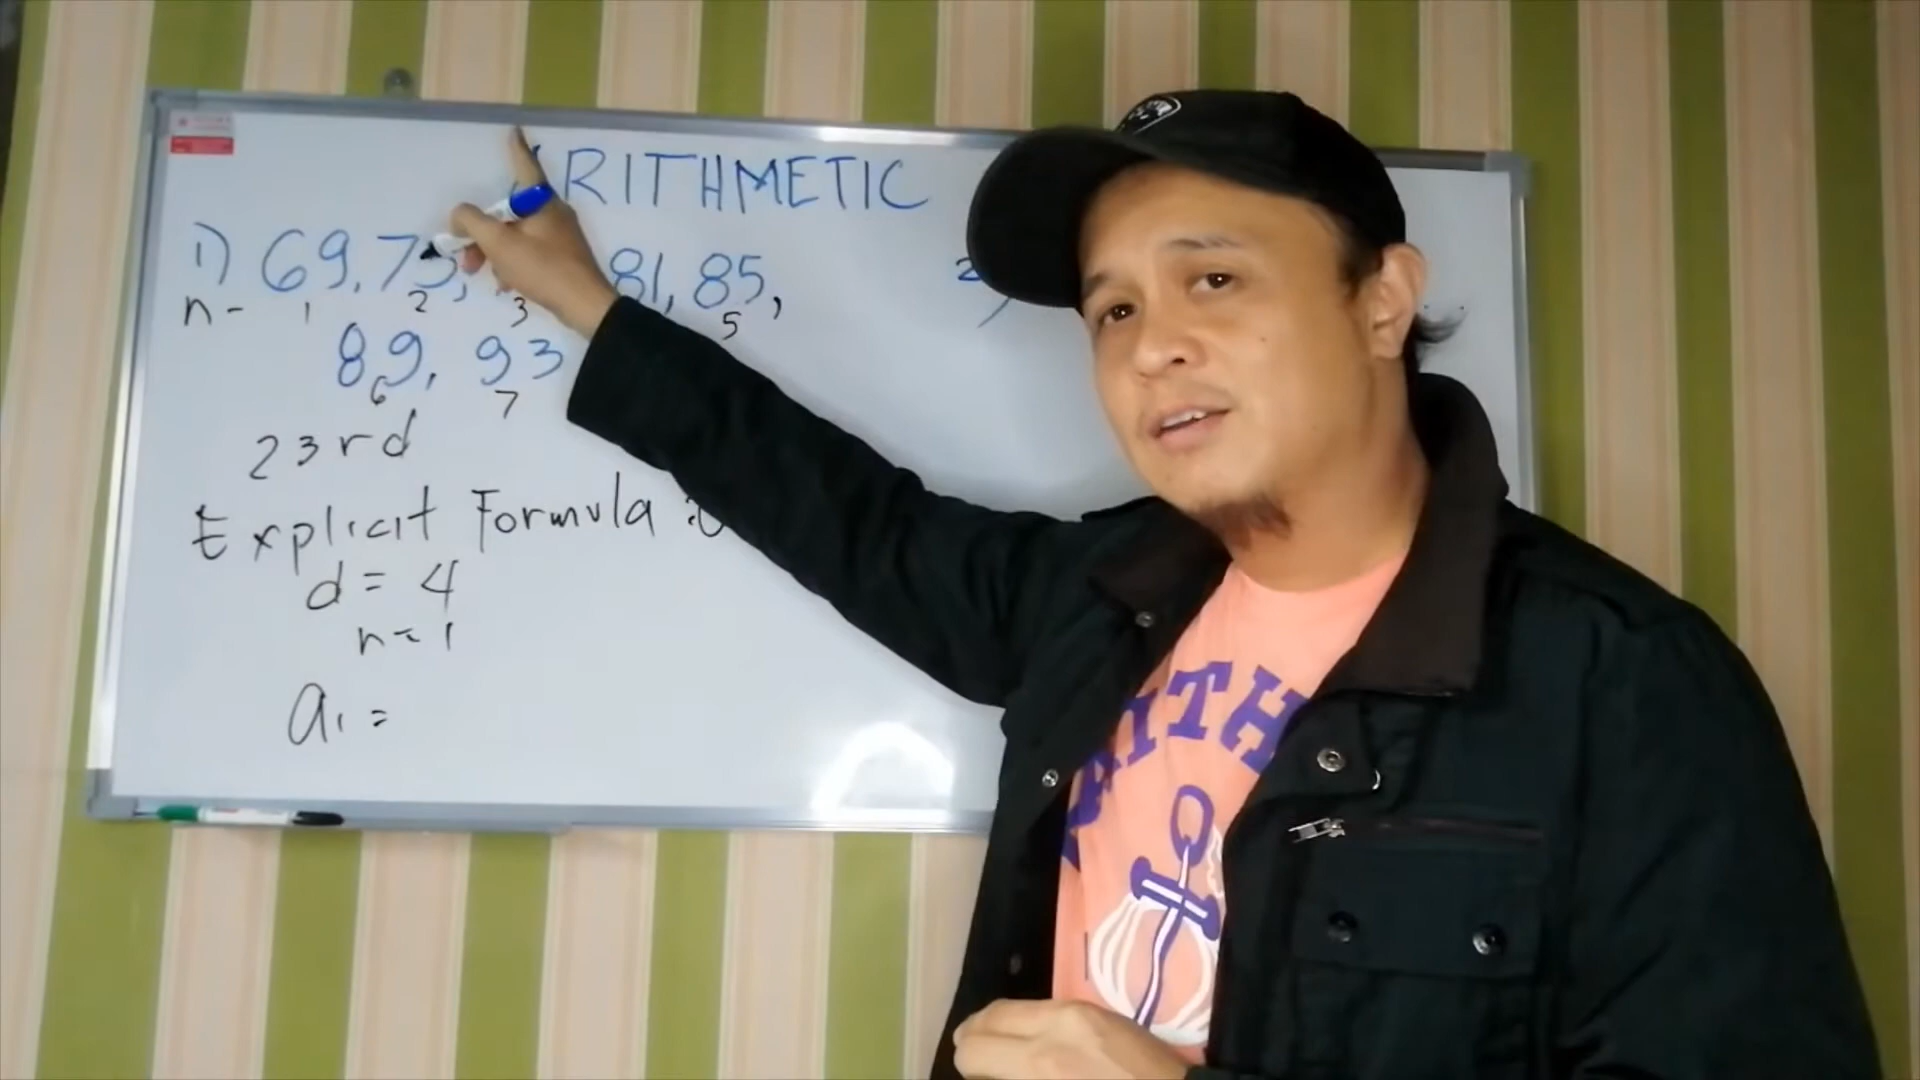 ARITHMETIC
1) 69, 73, 81, 85,
n- 1 2 3 5
89, 93
6 7
23rd
Explicit Formula :
d = 4
n = 1
a1 =